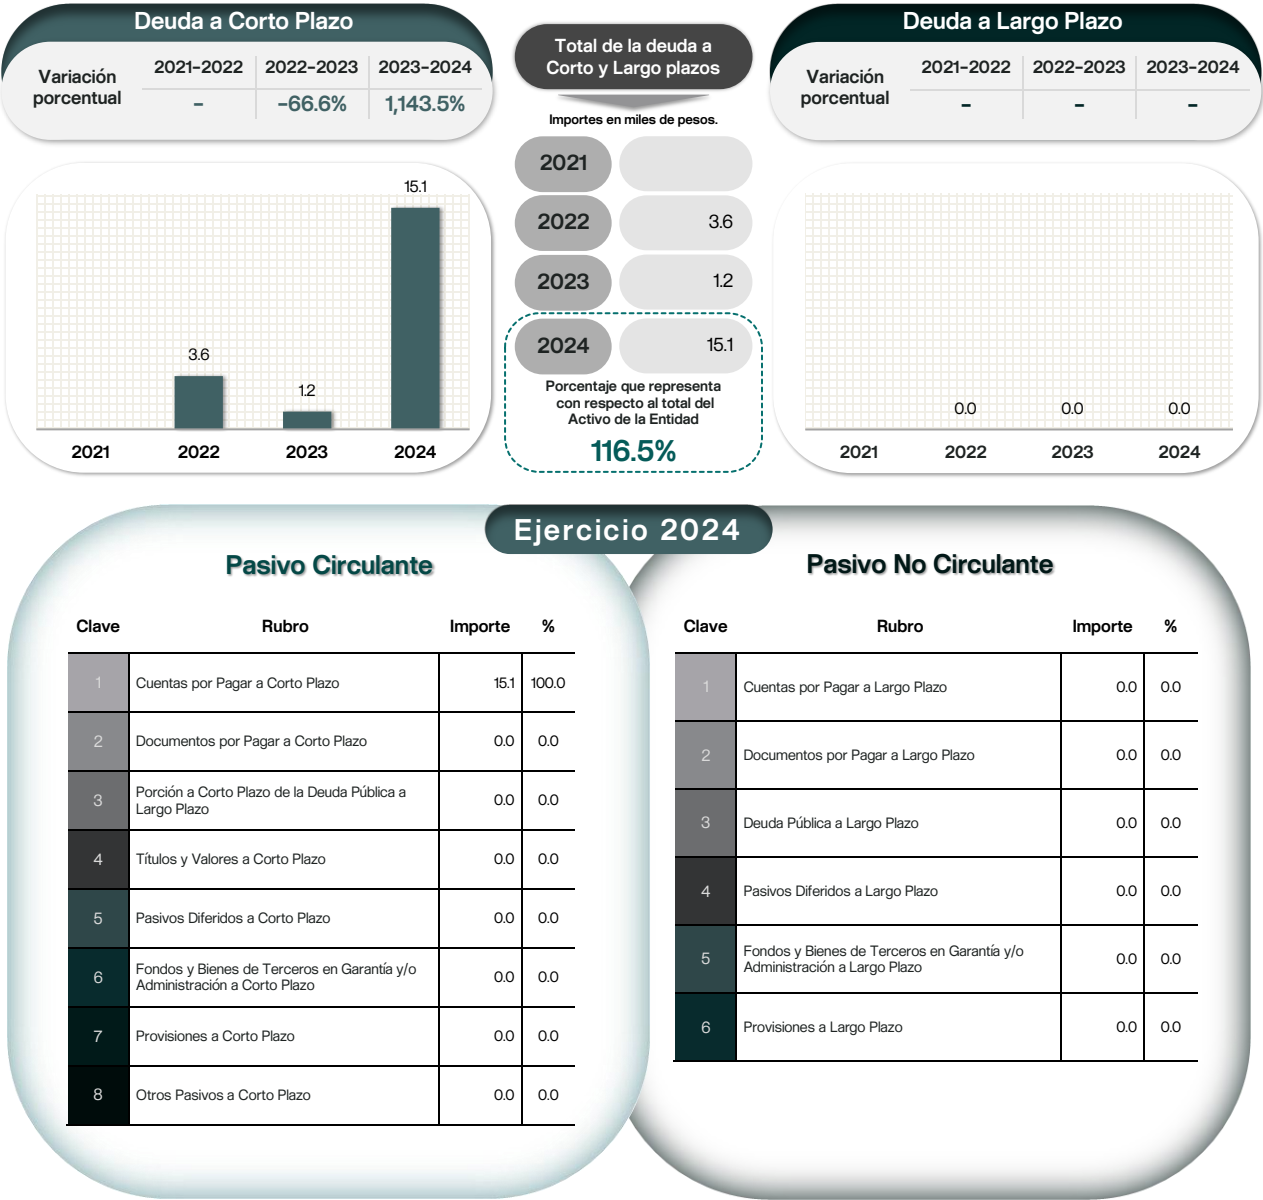 Deuda a Corto Plazo
Variación porcentual
2021-2022 2022-2023 2023-2024
- -66.6% 1,143.5%
15.1
3.6
1.2
2021 2022 2023 2024
Total de la deuda a
Corto y Largo plazos
Importes en miles de pesos.
2021
2022 3.6
2023 1.2
2024 15.1
Porcentaje que representa
con respecto al total del
Activo de la Entidad
116.5%
Deuda a Largo Plazo
Variación porcentual
2021-2022 2022-2023 2023-2024
- - -
0.0 0.0 0.0
2021 2022 2023 2024
Ejercicio 2024
Pasivo Circulante
Clave Rubro Importe %
1 Cuentas por Pagar a Corto Plazo 15.1 100.0
2 Documentos por Pagar a Corto Plazo 0.0 0.0
3 Porción a Corto Plazo de la Deuda Pública a
Largo Plazo 0.0 0.0
4 Títulos y Valores a Corto Plazo 0.0 0.0
5 Pasivos Diferidos a Corto Plazo 0.0 0.0
6 Fondos y Bienes de Terceros en Garantía y/o
Administración a Corto Plazo 0.0 0.0
7 Provisiones a Corto Plazo 0.0 0.0
8 Otros Pasivos a Corto Plazo 0.0 0.0
Pasivo No Circulante
Clave Rubro Importe %
1 Cuentas por Pagar a Largo Plazo 0.0 0.0
2 Documentos por Pagar a Largo Plazo 0.0 0.0
3 Deuda Pública a Largo Plazo 0.0 0.0
4 Pasivos Diferidos a Largo Plazo 0.0 0.0
5 Fondos y Bienes de Terceros en Garantía y/o
Administración a Largo Plazo 0.0 0.0
6 Provisiones a Largo Plazo 0.0 0.0